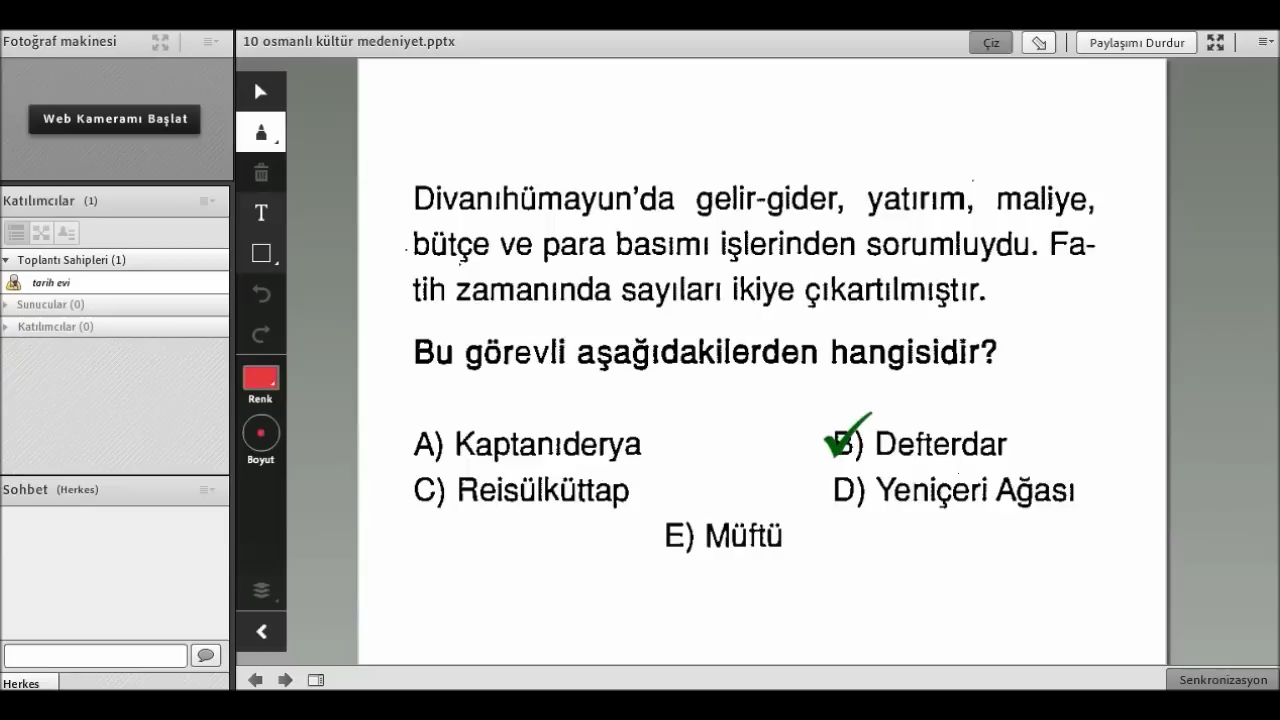 Fotoğraf makinesi
10 osmanlı kültür medeniyet.pptx
Çiz
Paylaşımı Durdur
Web Kameramı Başlat
Katılımcılar (1)
Toplantı Sahipleri (1)
tarih evi
Sunucular (0)
Katılımcılar (0)
Sohbet (Herkes)
Herkes
T
Renk
Boyut
Divanıhümayun'da gelir-gider, yatırım, maliye,
bütçe ve para basımı işlerinden sorumluydu. Fa-
tih zamanında sayıları ikiye çıkartılmıştır.
Bu görevli aşağıdakilerden hangisidir?
A) Kaptanıderya B) Defterdar
C) Reisülküttap D) Yeniçeri Ağası
E) Müftü
Senkronizasyon